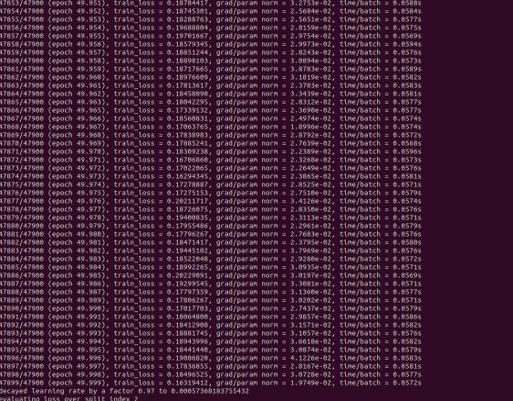 47853/47900 (epoch 49.951), train_loss = 0.18784417, grad/param norm = 3.2753e-02, time/batch = 0.0588s
47854/47900 (epoch 49.952), train_loss = 0.18745301, grad/param norm = 2.5684e-02, time/batch = 0.0584s
47855/47900 (epoch 49.953), train_loss = 0.18288763, grad/param norm = 2.5651e-02, time/batch = 0.0577s
47856/47900 (epoch 49.954), train_loss = 0.19688804, grad/param norm = 2.8159e-02, time/batch = 0.0575s
47857/47900 (epoch 49.955), train_loss = 0.19701667, grad/param norm = 2.9754e-02, time/batch = 0.0569s
47858/47900 (epoch 49.956), train_loss = 0.18579345, grad/param norm = 2.9973e-02, time/batch = 0.0594s
47859/47900 (epoch 49.957), train_loss = 0.18851244, grad/param norm = 2.8243e-02, time/batch = 0.0576s
47860/47900 (epoch 49.958), train_loss = 0.18898103, grad/param norm = 3.0094e-02, time/batch = 0.0573s
47861/47900 (epoch 49.959), train_loss = 0.18717665, grad/param norm = 3.8783e-02, time/batch = 0.0589s
47862/47900 (epoch 49.960), train_loss = 0.18976609, grad/param norm = 3.1819e-02, time/batch = 0.0582s
47863/47900 (epoch 49.961), train_loss = 0.17813617, grad/param norm = 2.3703e-02, time/batch = 0.0583s
47864/47900 (epoch 49.962), train_loss = 0.18458090, grad/param norm = 3.3439e-02, time/batch = 0.0581s
47865/47900 (epoch 49.963), train_loss = 0.18042295, grad/param norm = 2.8312e-02, time/batch = 0.0577s
47866/47900 (epoch 49.965), train_loss = 0.17339132, grad/param norm = 2.3690e-02, time/batch = 0.0577s
47867/47900 (epoch 49.966), train_loss = 0.18560831, grad/param norm = 2.4974e-02, time/batch = 0.0574s
47868/47900 (epoch 49.967), train_loss = 0.17063765, grad/param norm = 1.8996e-02, time/batch = 0.0574s
47869/47900 (epoch 49.968), train_loss = 0.17838983, grad/param norm = 2.8792e-02, time/batch = 0.0572s
47870/47900 (epoch 49.969), train_loss = 0.17885241, grad/param norm = 2.7639e-02, time/batch = 0.0568s
47871/47900 (epoch 49.970), train_loss = 0.18309238, grad/param norm = 2.2389e-02, time/batch = 0.0596s
47872/47900 (epoch 49.971), train_loss = 0.16706860, grad/param norm = 2.3268e-02, time/batch = 0.0573s
47873/47900 (epoch 49.972), train_loss = 0.17022065, grad/param norm = 2.2649e-02, time/batch = 0.0576s
47874/47900 (epoch 49.973), train_loss = 0.16294345, grad/param norm = 2.3865e-02, time/batch = 0.0581s
47875/47900 (epoch 49.974), train_loss = 0.17278887, grad/param norm = 2.8525e-02, time/batch = 0.0571s
47876/47900 (epoch 49.975), train_loss = 0.17275153, grad/param norm = 2.7510e-02, time/batch = 0.0579s
47877/47900 (epoch 49.976), train_loss = 0.20211717, grad/param norm = 3.4126e-02, time/batch = 0.0574s
47878/47900 (epoch 49.977), train_loss = 0.18726075, grad/param norm = 2.8350e-02, time/batch = 0.0576s
47879/47900 (epoch 49.978), train_loss = 0.19400835, grad/param norm = 2.3113e-02, time/batch = 0.0571s
47880/47900 (epoch 49.979), train_loss = 0.17955486, grad/param norm = 2.2961e-02, time/batch = 0.0579s
47881/47900 (epoch 49.980), train_loss = 0.17796267, grad/param norm = 2.7683e-02, time/batch = 0.0576s
47882/47900 (epoch 49.981), train_loss = 0.18471417, grad/param norm = 2.3795e-02, time/batch = 0.0580s
47883/47900 (epoch 49.982), train_loss = 0.19445102, grad/param norm = 3.7969e-02, time/batch = 0.0576s
47884/47900 (epoch 49.983), train_loss = 0.18522048, grad/param norm = 2.9280e-02, time/batch = 0.0572s
47885/47900 (epoch 49.984), train_loss = 0.18992265, grad/param norm = 3.0935e-02, time/batch = 0.0571s
47886/47900 (epoch 49.985), train_loss = 0.20229091, grad/param norm = 3.0197e-02, time/batch = 0.0569s
47887/47900 (epoch 49.986), train_loss = 0.19299545, grad/param norm = 3.3081e-02, time/batch = 0.0571s
47888/47900 (epoch 49.987), train_loss = 0.17797359, grad/param norm = 3.1360e-02, time/batch = 0.0577s
47889/47900 (epoch 49.989), train_loss = 0.17806267, grad/param norm = 3.0202e-02, time/batch = 0.0571s
47890/47900 (epoch 49.990), train_loss = 0.17017703, grad/param norm = 2.7437e-02, time/batch = 0.0579s
47891/47900 (epoch 49.991), train_loss = 0.18064800, grad/param norm = 2.9857e-02, time/batch = 0.0586s
47892/47900 (epoch 49.992), train_loss = 0.18412908, grad/param norm = 3.1571e-02, time/batch = 0.0582s
47893/47900 (epoch 49.993), train_loss = 0.18881745, grad/param norm = 3.1057e-02, time/batch = 0.0576s
47894/47900 (epoch 49.994), train_loss = 0.18943996, grad/param norm = 3.6618e-02, time/batch = 0.0582s
47895/47900 (epoch 49.995), train_loss = 0.18441440, grad/param norm = 3.0874e-02, time/batch = 0.0579s
47896/47900 (epoch 49.996), train_loss = 0.19086820, grad/param norm = 4.1226e-02, time/batch = 0.0583s
47897/47900 (epoch 49.997), train_loss = 0.17836855, grad/param norm = 2.8167e-02, time/batch = 0.0581s
47898/47900 (epoch 49.998), train_loss = 0.18496525, grad/param norm = 3.0728e-02, time/batch = 0.0577s
47899/47900 (epoch 49.999), train_loss = 0.16319412, grad/param norm = 1.9749e-02, time/batch = 0.0572s
decayed learning rate by a factor 0.97 to 0.00057368183755432
evaluating loss over split index 2